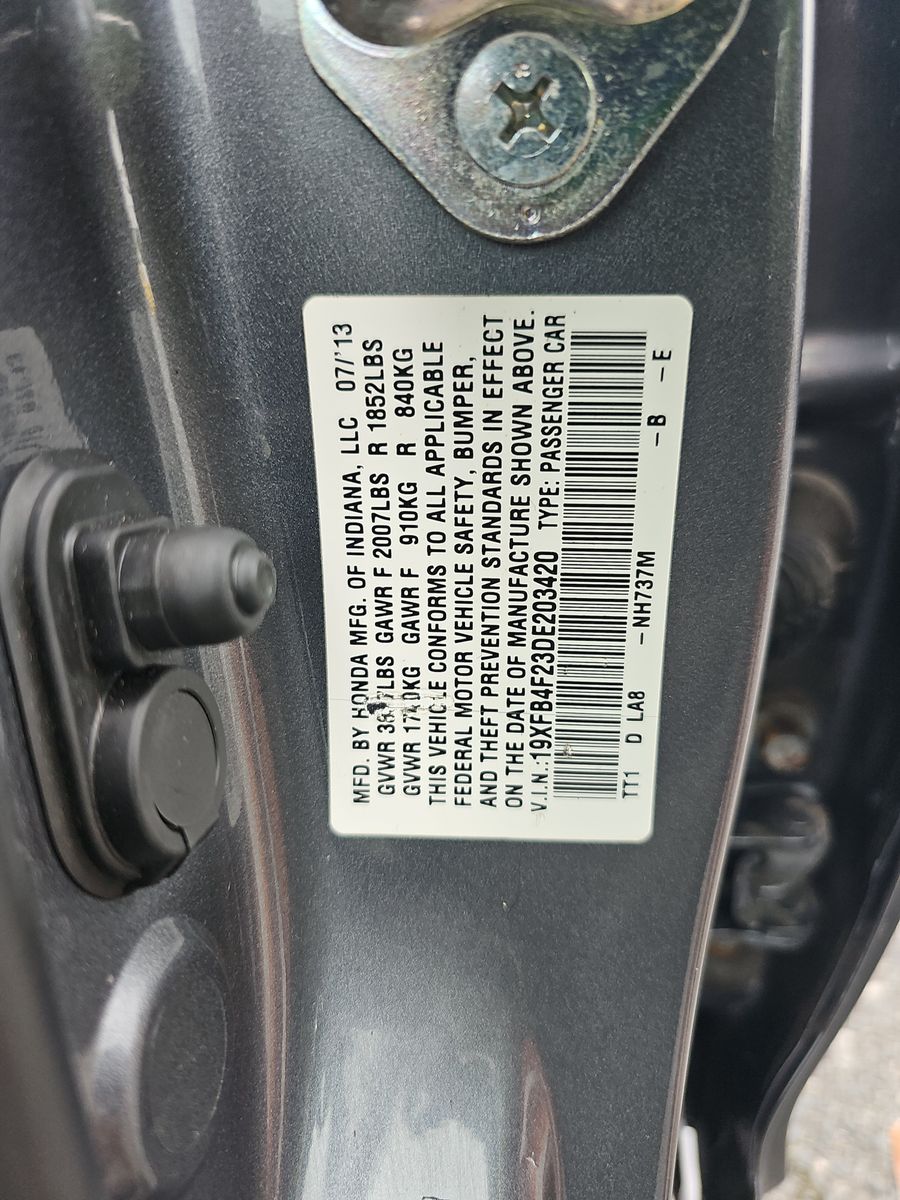 MFD. BY HONDA MFG. OF INDIANA, LLC 07/'13
GVWR LBS GAWR F 2007LBS R 1852LBS
GVWR KG GAWR F 910KG R 840KG
THIS VEHICLE CONFORMS TO ALL APPLICABLE
FEDERAL MOTOR VEHICLE SAFETY, BUMPER,
AND THEFT PREVENTION STANDARDS IN EFFECT
ON THE DATE OF MANUFACTURE SHOWN ABOVE.
V.I.N.:19XFB4F23DE203420 TYPE: PASSENGER CAR
TT1 D LA8 -NH737M -B -E